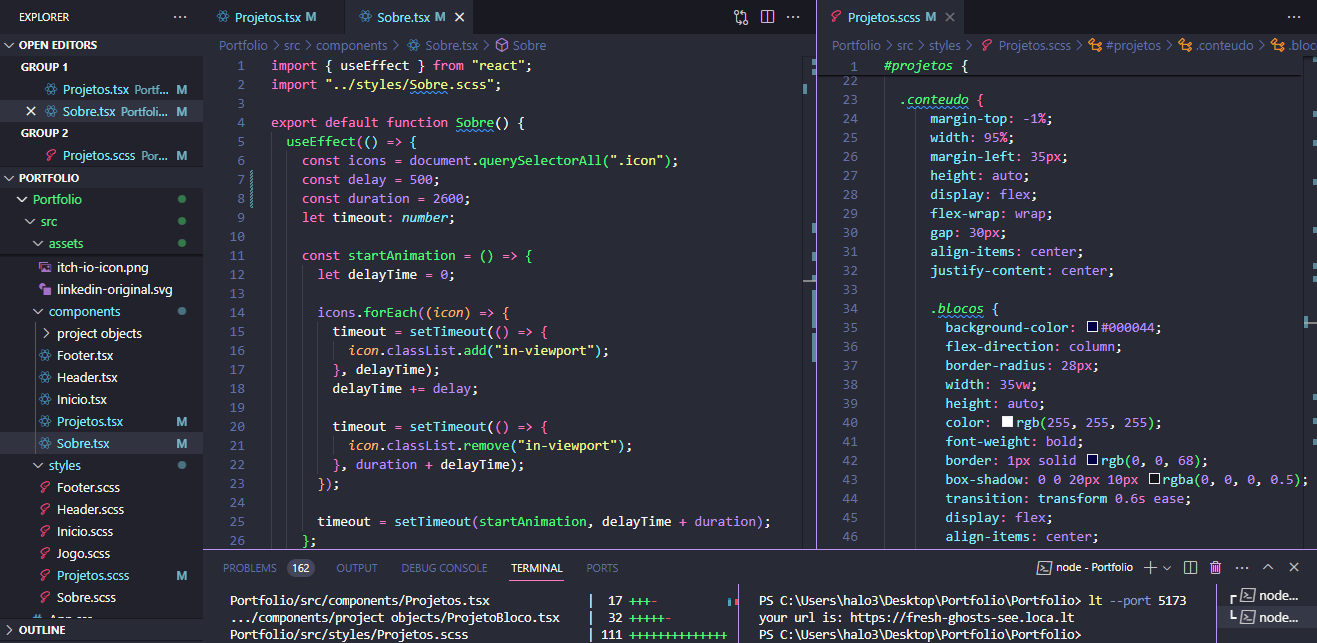 EXPLORER
OPEN EDITORS
GROUP 1
Projetos.tsx Portf... M
Sobre.tsx Portfoli... M
GROUP 2
Projetos.scss Por... M
PORTFOLIO
Portfolio
src
assets
itch-io-icon.png
linkedin-original.svg
components
project objects
Footer.tsx
Header.tsx
Inicio.tsx
Projetos.tsx M
Sobre.tsx M
styles
Footer.scss
Header.scss
Inicio.scss
Jogo.scss
Projetos.scss M
Sobre.scss
OUTLINE
Projetos.tsx M Sobre.tsx M
Portfolio > src > components > Sobre.tsx > Sobre
1 import { useEffect } from "react";
2 import "../styles/Sobre.scss";
3
4 export default function Sobre() {
5 useEffect(() => {
6 const icons = document.querySelectorAll(".icon");
7 const delay = 500;
8 const duration = 2600;
9 let timeout: number;
10
11 const startAnimation = () => {
12 let delayTime = 0;
13
14 icons.forEach((icon) => {
15 timeout = setTimeout(() => {
16 icon.classList.add("in-viewport");
17 }, delayTime);
18 delayTime += delay;
19
20 timeout = setTimeout(() => {
21 icon.classList.remove("in-viewport");
22 }, duration + delayTime);
23 });
24
25 timeout = setTimeout(startAnimation, delayTime + duration);
26 };
Projetos.scss M
Portfolio > src > styles > Projetos.scss > #projetos > .conteudo > .bloc
1 #projetos {
22
23 .conteudo {
24 margin-top: -1%;
25 width: 95%;
26 margin-left: 35px;
27 height: auto;
28 display: flex;
29 flex-wrap: wrap;
30 gap: 30px;
31 align-items: center;
32 justify-content: center;
33
34 .blocos {
35 background-color: #000044;
36 flex-direction: column;
37 border-radius: 28px;
38 width: 35vw;
39 height: auto;
40 color: rgb(255, 255, 255);
41 font-weight: bold;
42 border: 1px solid rgb(0, 0, 68);
43 box-shadow: 0 0 20px 10px rgba(0, 0, 0, 0.5);
44 transition: transform 0.6s ease;
45 display: flex;
46 align-items: center;
PROBLEMS 162 OUTPUT DEBUG CONSOLE TERMINAL PORTS
node - Portfolio
Portfolio/src/components/Projetos.tsx | 17 +++-
.../components/project objects/ProjetoBloco.tsx | 32 +++++-
Portfolio/src/styles/Projetos.scss | 111 +++++++++++++
PS C:\Users\halo3\Desktop\Portfolio\Portfolio> lt --port 5173
your url is: https://fresh-ghosts-see.loca.lt
PS C:\Users\halo3\Desktop\Portfolio\Portfolio>
node...
node...